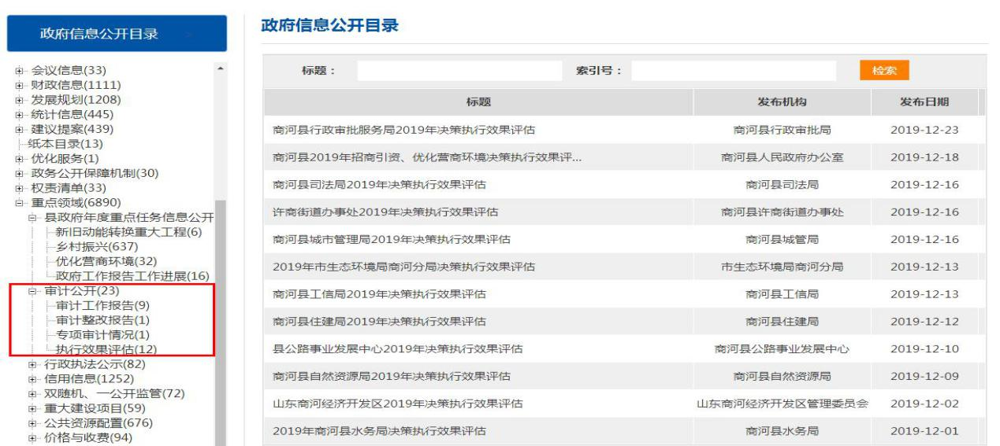 政府信息公开目录
会议信息(33)
财政信息(1111)
发展规划(1208)
统计信息(445)
建议提案(439)
纸本目录(13)
优化服务(1)
政务公开保障机制(30)
权责清单(33)
重点领域(6890)
县政府年度重点任务信息公开
新旧动能转换重大工程(6)
乡村振兴(637)
优化营商环境(32)
政府工作报告工作进展(16)
审计公开(23)
审计工作报告(9)
审计整改报告(1)
专项审计情况(1)
执行效果评估(12)
行政执法公示(82)
信用信息(1252)
双随机、一公开监管(72)
重大建设项目(59)
公共资源配置(676)
价格与收费(94)
政府信息公开目录
标题： 索引号： 检索
标题 发布机构 发布日期
商河县行政审批服务局2019年决策执行效果评估 商河县行政审批局 2019-12-23
商河县2019年招商引资、优化营商环境决策执行效果评... 商河县人民政府办公室 2019-12-18
商河县司法局2019年决策执行效果评估 商河县司法局 2019-12-16
许商街道办事处2019年决策执行效果评估 商河县许商街道办事处 2019-12-16
商河县城市管理局2019年决策执行效果评估 商河县城管局 2019-12-16
2019年市生态环境局商河分局决策执行效果评估 市生态环境局商河分局 2019-12-13
商河县工信局2019年决策执行效果评估 商河县工信局 2019-12-13
商河县住建局2019年决策执行效果评估 商河县住建局 2019-12-12
县公路事业发展中心2019年决策执行效果评估 商河县公路事业发展中心 2019-12-10
商河县自然资源局2019年决策执行效果评估 商河县自然资源局 2019-12-09
山东商河经济开发区2019年决策执行效果评估 山东商河经济开发区管理委员会 2019-12-02
2019年商河县水务局决策执行效果评估 商河县水务局 2019-12-01